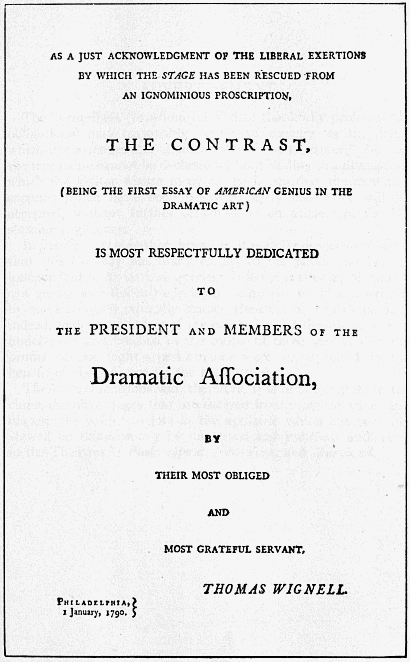 AS A JUST ACKNOWLEDGMENT OF THE LIBERAL EXERTIONS
BY WHICH THE STAGE HAS BEEN RESCUED FROM
AN IGNOMINIOUS PROSCRIPTION,
THE CONTRAST,
(BEING THE FIRST ESSAY OF AMERICAN GENIUS IN THE
DRAMATIC ART)
IS MOST RESPECTFULLY DEDICATED
TO
THE PRESIDENT AND MEMBERS OF THE
Dramatic Aſſociation,
BY
THEIR MOST OBLIGED
AND
MOST GRATEFUL SERVANT,
THOMAS WIGNELL.
PHILADELPHIA,
1 January, 1790.